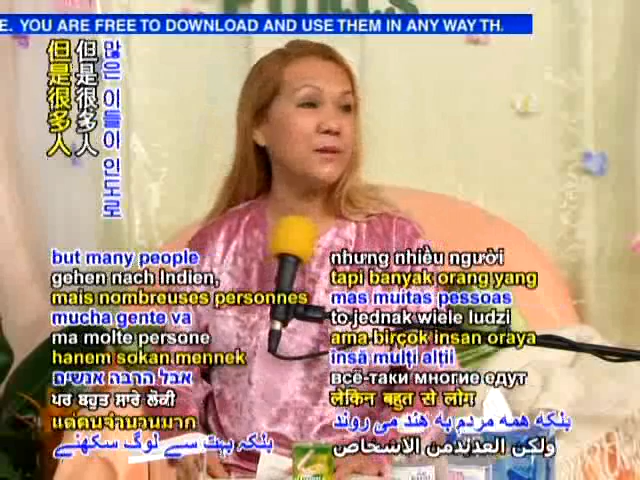 E. YOU ARE FREE TO DOWNLOAD AND USE THEM IN ANY WAY TH
但是很多人
但是很多人
많은 이들이 인도로
but many people
gehen nach Indien,
mais nombreuses personnes
mucha gente va
ma molte persone
hanem sokan mennek
אבל הרבה אנשים
ਪਰ ਬਹੁਤ ਸਾਰੇ ਲੋਕੀ
แต่คนจำนวนมาก
بلکہ بہت سے لوگ سکھنے
nhưng nhiều người
tapi banyak orang yang
mas muitas pessoas
to jednak wiele ludzi
ama birçok insan oraya
însă mulţi alţii
всё-таки многие едут
लेकिन बहुत से लोग
بلکه همه مردم به هند می روند
ولكن العديدمن الأشخاص